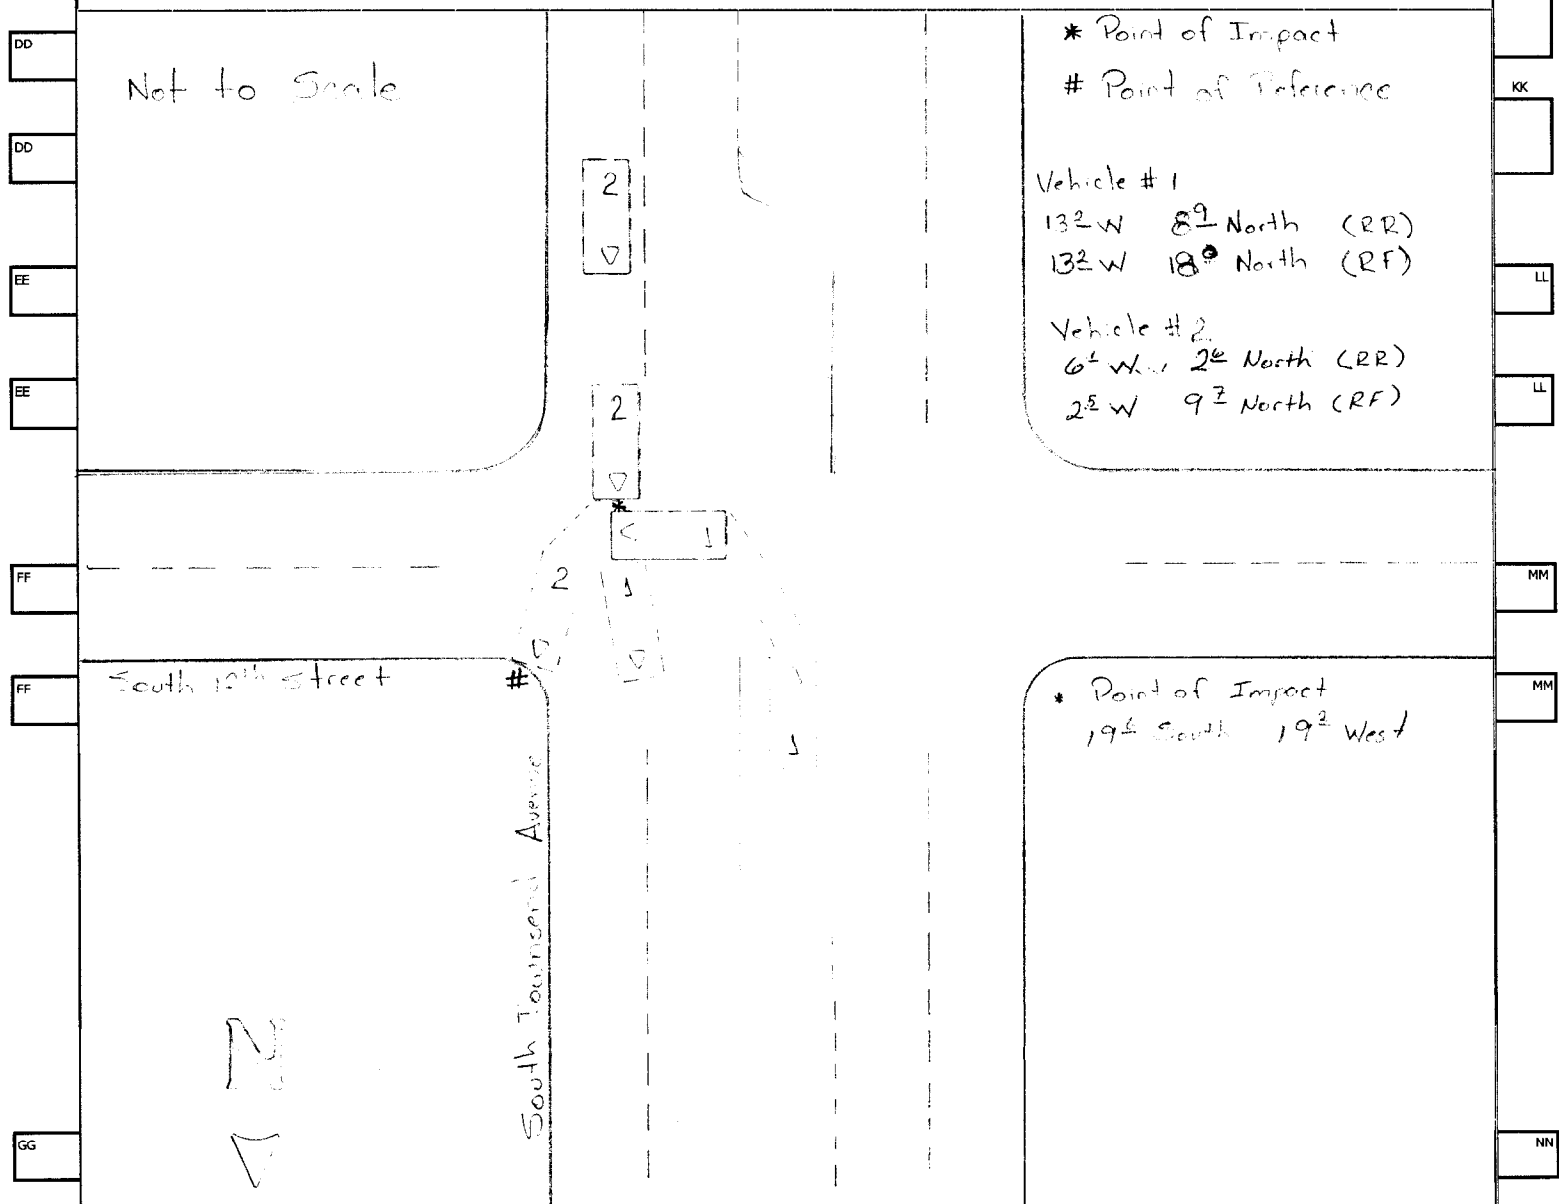 DD
DD
EE
EE
FF
FF
GG
Not to Scale
2
2
1
2
1
1
South 12th Street
#
South Townsend Avenue
N
* Point of Impact
# Point of Reference
Vehicle # 1
13² W 8⁹ North (RR)
13² W 18⁰ North (RF)
Vehicle # 2
6¹ W 2⁶ North (RR)
2⁵ W 9⁷ North (RF)
* Point of Impact
19⁶ South 19² West
KK
LL
LL
MM
MM
NN